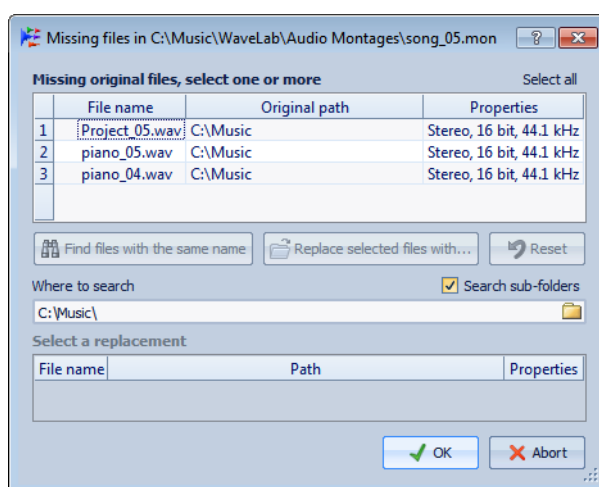 Missing files in C:\Music\WaveLab\Audio Montages\song_05.mon
Missing original files, select one or more Select all
File name Original path Properties
1 Project_05.wav C:\Music Stereo, 16 bit, 44.1 kHz
2 piano_05.wav C:\Music Stereo, 16 bit, 44.1 kHz
3 piano_04.wav C:\Music Stereo, 16 bit, 44.1 kHz
Find files with the same name Replace selected files with... Reset
Where to search Search sub-folders
C:\Music\
Select a replacement
File name Path Properties
OK Abort